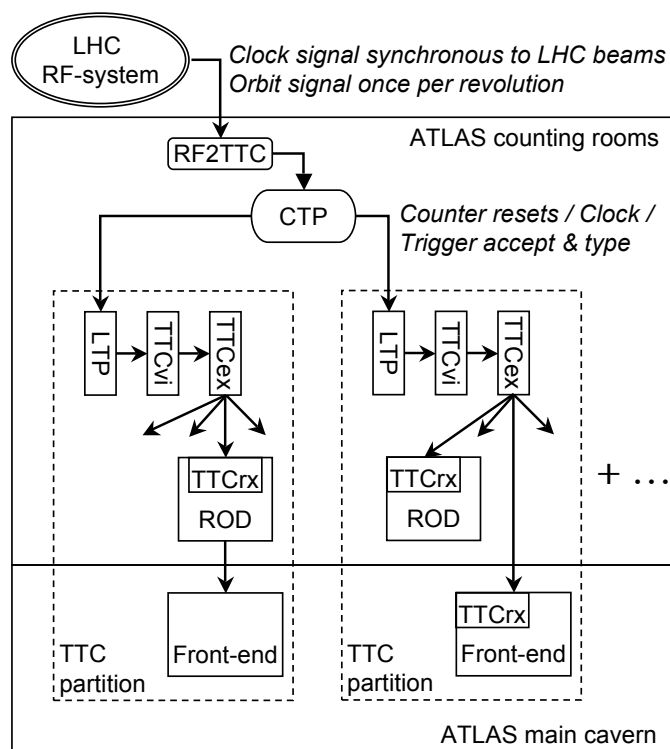 LHC
RF-system
Clock signal synchronous to LHC beams
Orbit signal once per revolution
ATLAS counting rooms
RF2TTC
CTP
Counter resets / Clock /
Trigger accept & type
LTP
TTCvi
TTCex
TTCrx
ROD
Front-end
TTC
partition
LTP
TTCvi
TTCex
TTCrx
ROD
TTCrx
Front-end
TTC
partition
+ ...
ATLAS main cavern